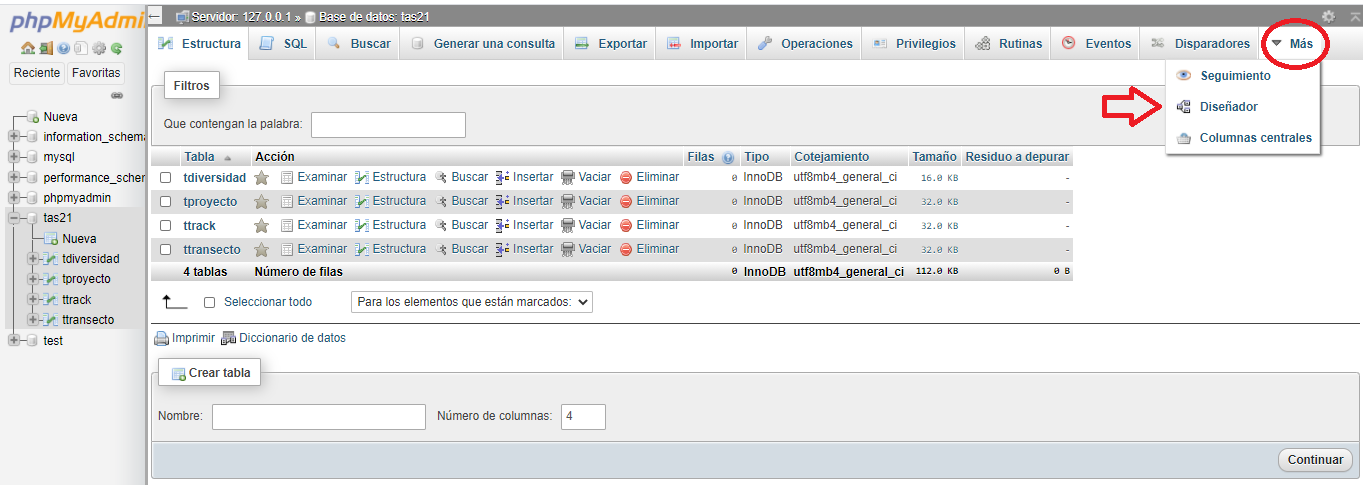 phpMyAdmi
Servidor: 127.0.0.1 » Base de datos: tas21
Estructura SQL Buscar Generar una consulta Exportar Importar Operaciones Privilegios Rutinas Eventos Disparadores Más
Seguimiento
Diseñador
Columnas centrales
Reciente Favoritas
Nueva
information_schema
mysql
performance_schem
phpmyadmin
tas21
Nueva
tdiversidad
tproyecto
ttrack
ttransecto
test
Filtros
Que contengan la palabra:
Tabla Acción Filas Tipo Cotejamiento Tamaño Residuo a depurar
tdiversidad Examinar Estructura Buscar Insertar Vaciar Eliminar 0 InnoDB utf8mb4_general_ci 16.0 KB -
tproyecto Examinar Estructura Buscar Insertar Vaciar Eliminar 0 InnoDB utf8mb4_general_ci 32.0 KB -
ttrack Examinar Estructura Buscar Insertar Vaciar Eliminar 0 InnoDB utf8mb4_general_ci 32.0 KB -
ttransecto Examinar Estructura Buscar Insertar Vaciar Eliminar 0 InnoDB utf8mb4_general_ci 32.0 KB -
4 tablas Número de filas 0 InnoDB utf8mb4_general_ci 112.0 KB 0 B
Seleccionar todo Para los elementos que están marcados:
Imprimir Diccionario de datos
Crear tabla
Nombre: Número de columnas: 4
Continuar